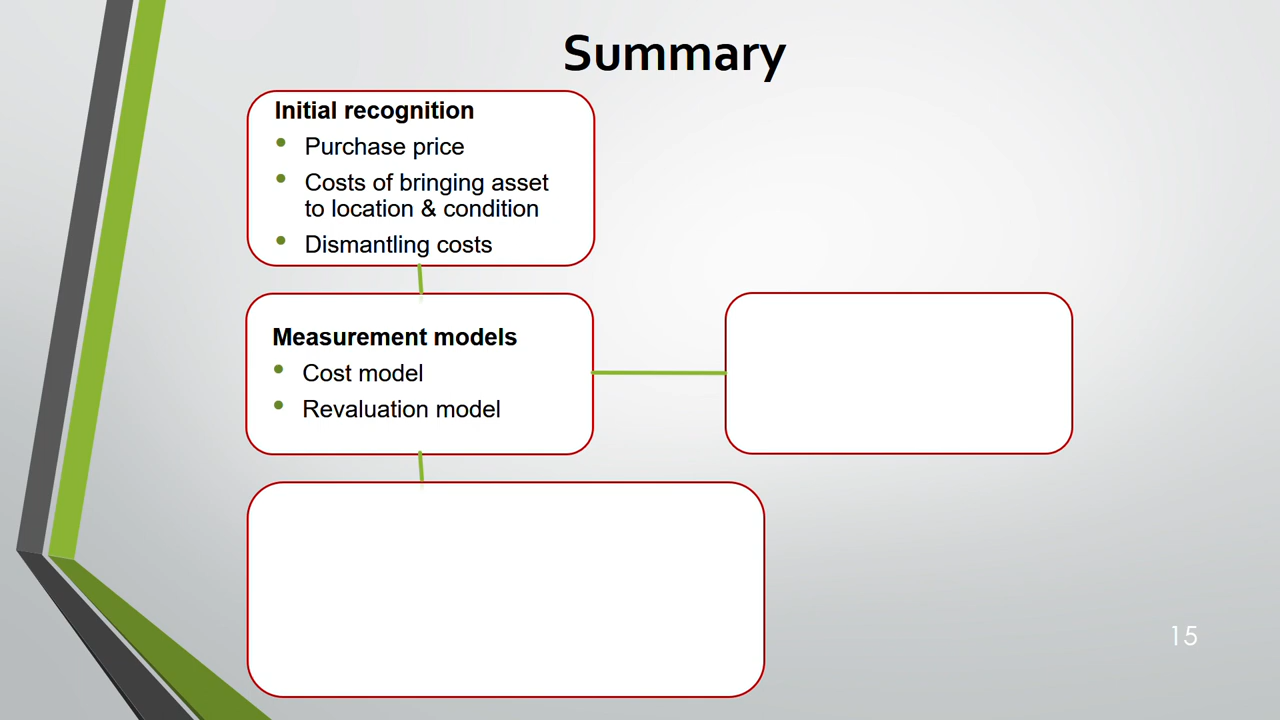 Summary
Initial recognition
• Purchase price
• Costs of bringing asset
to location & condition
• Dismantling costs
Measurement models
• Cost model
• Revaluation model
15